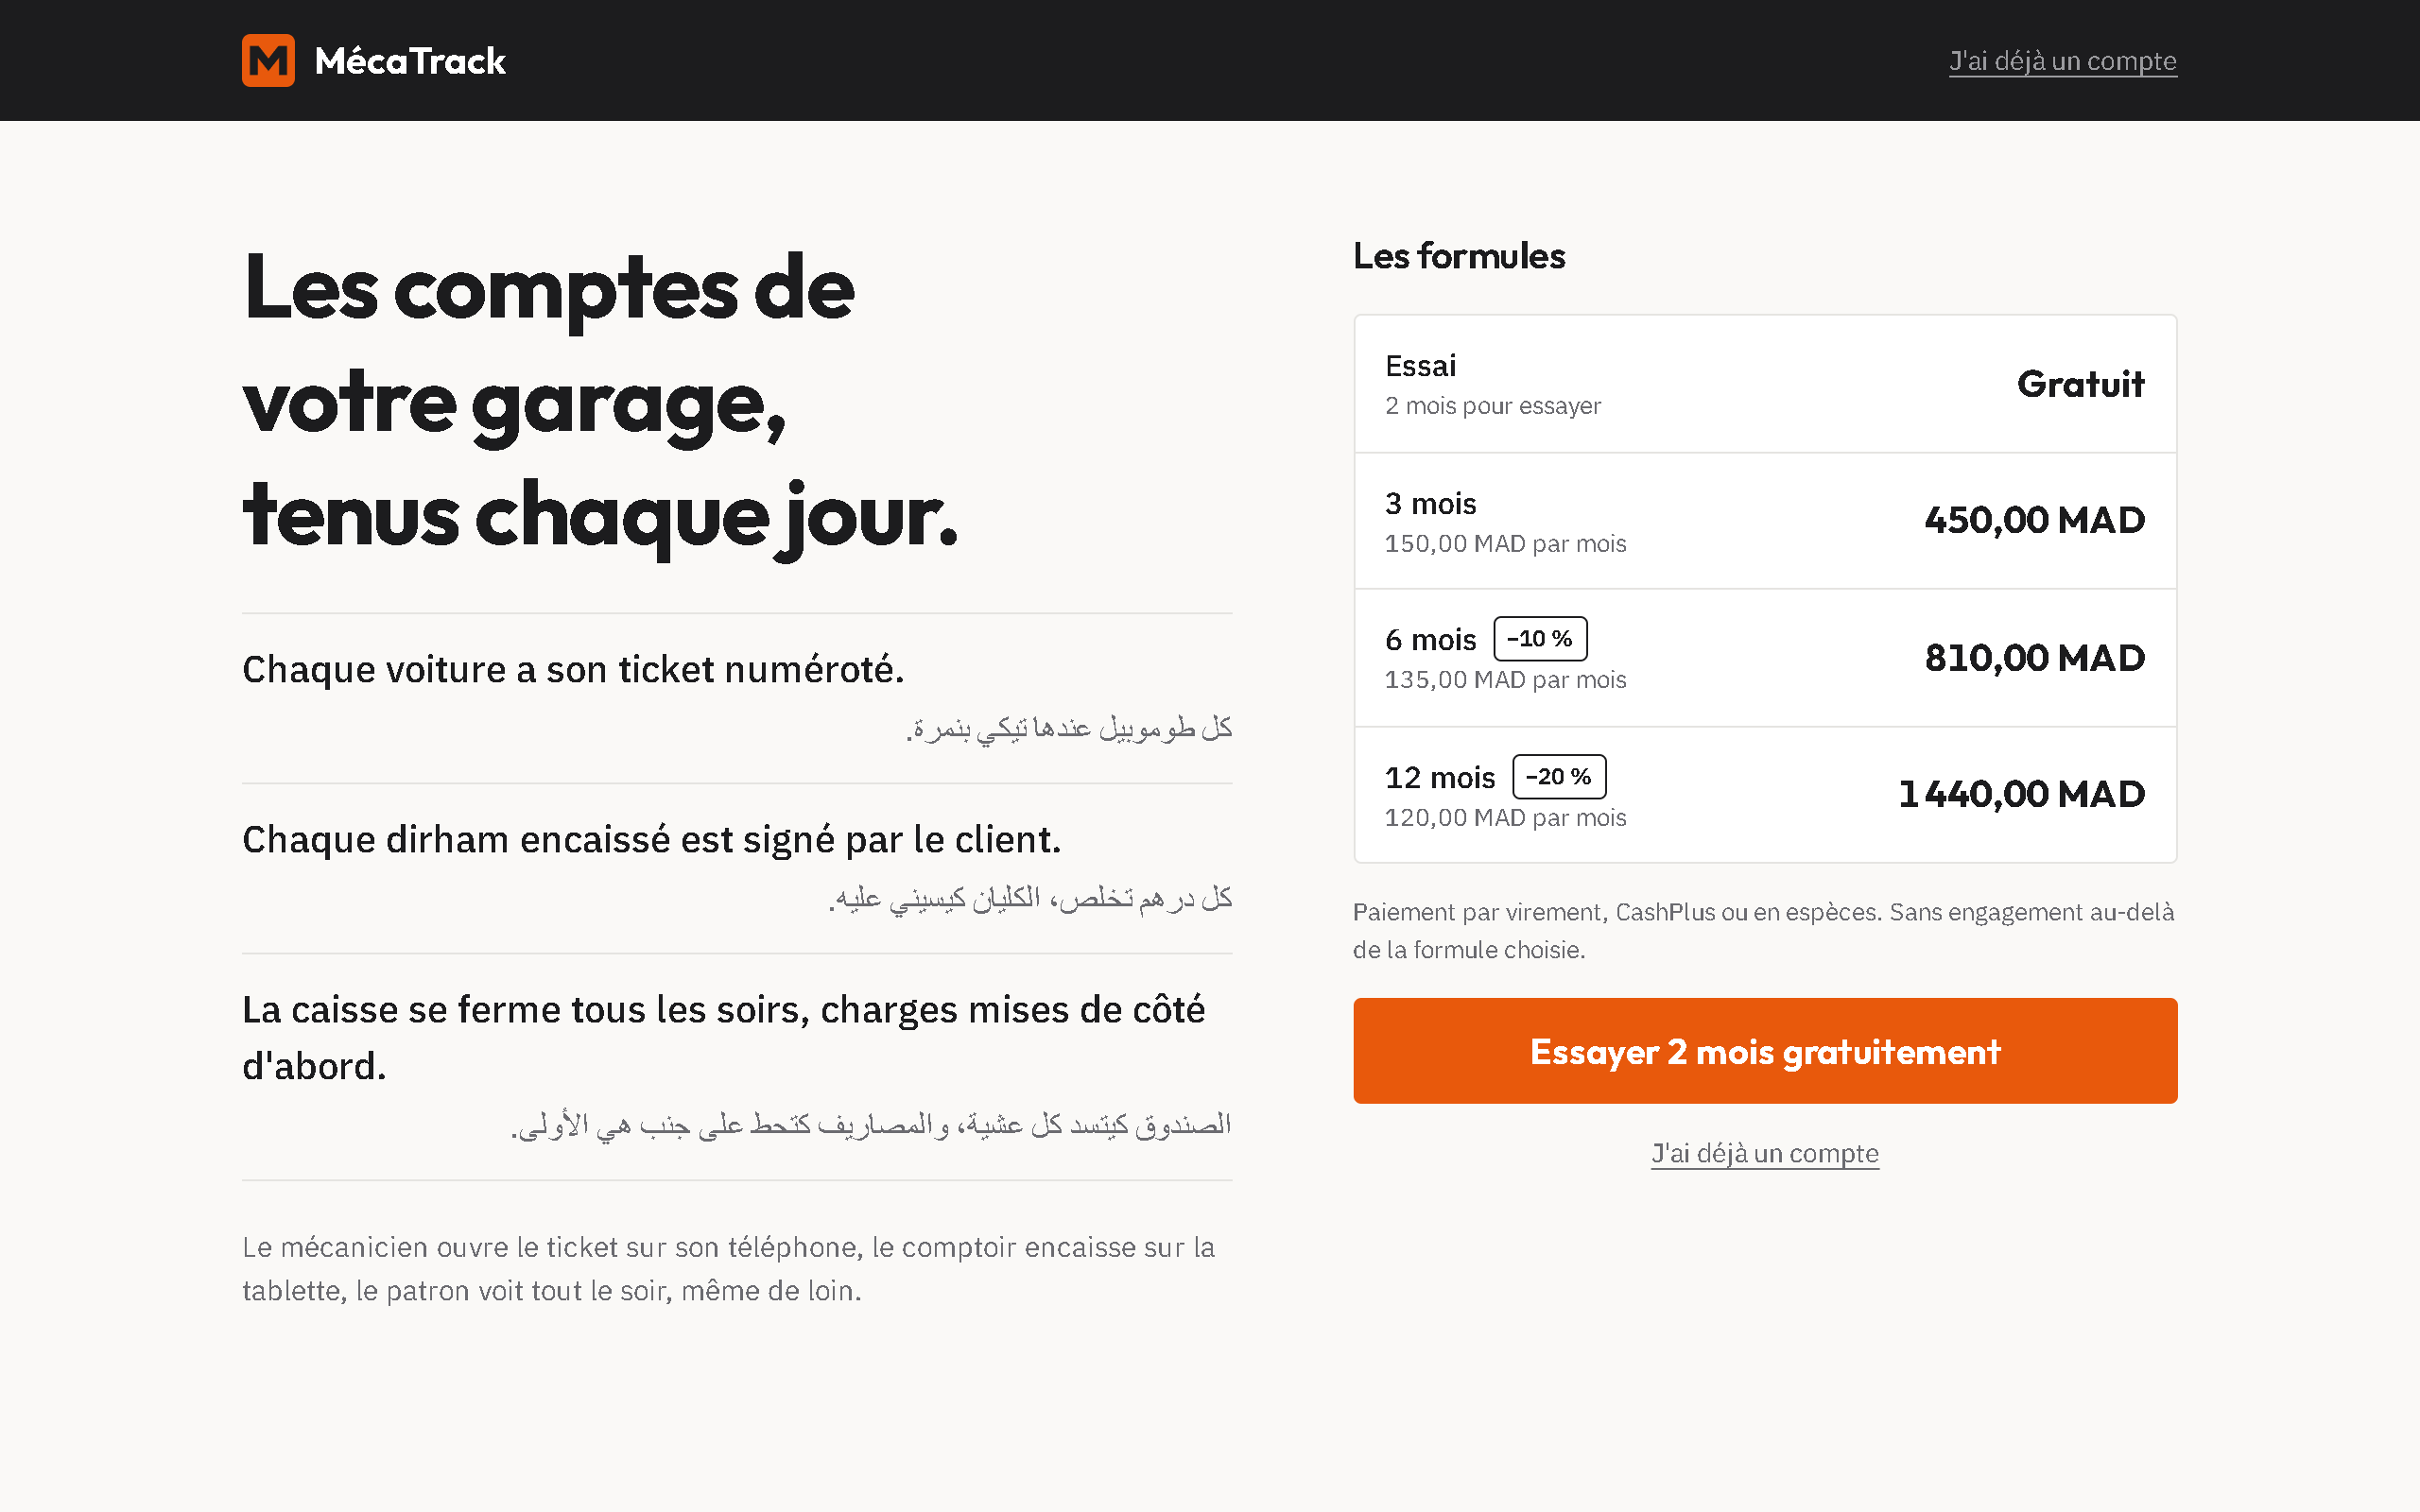 M MécaTrack
J'ai déjà un compte
Les comptes de
votre garage,
tenus chaque jour.
Chaque voiture a son ticket numéroté.
كل طوموبيل عندها تيكي بنمرة.
Chaque dirham encaissé est signé par le client.
كل درهم تخلص، الكليان كيسيني عليه.
La caisse se ferme tous les soirs, charges mises de côté
d'abord.
الصندوق كيتسد كل عشية، والمصاريف كتحط على جنب هي الأولى.
Le mécanicien ouvre le ticket sur son téléphone, le comptoir encaisse sur la
tablette, le patron voit tout le soir, même de loin.
Les formules
Essai
2 mois pour essayer
Gratuit
3 mois
150,00 MAD par mois
450,00 MAD
6 mois −10 %
135,00 MAD par mois
810,00 MAD
12 mois −20 %
120,00 MAD par mois
1 440,00 MAD
Paiement par virement, CashPlus ou en espèces. Sans engagement au-delà
de la formule choisie.
Essayer 2 mois gratuitement
J'ai déjà un compte